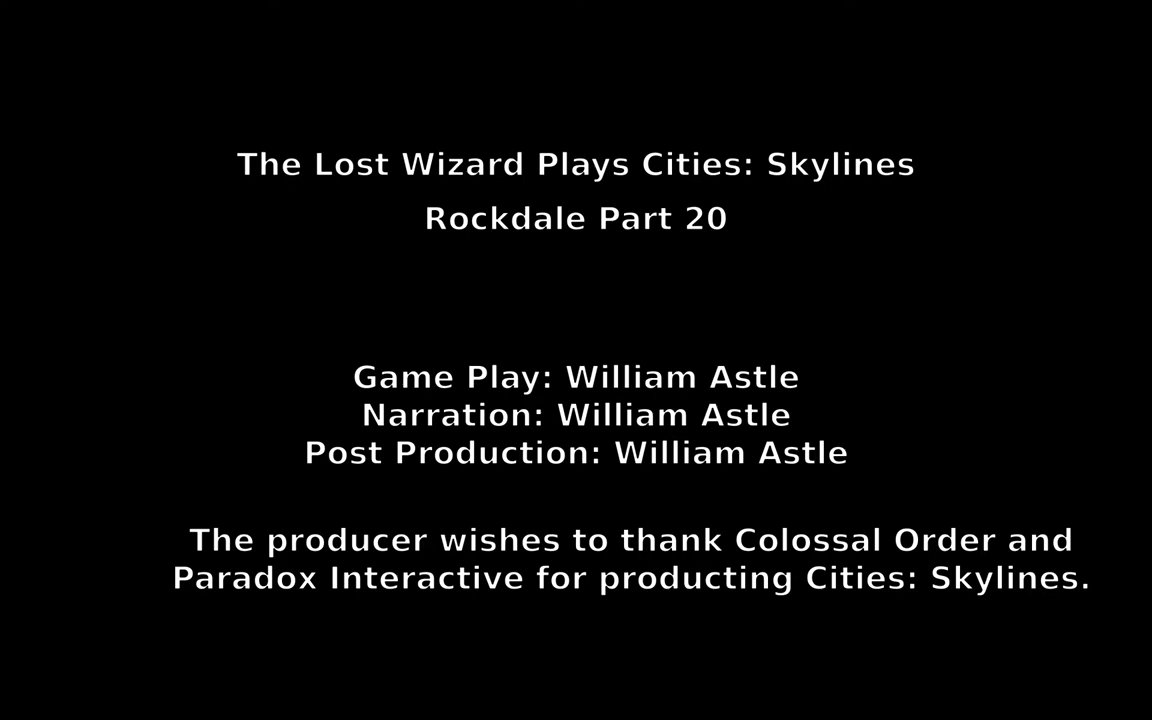 The Lost Wizard Plays Cities: Skylines
Rockdale Part 20
Game Play: William Astle
Narration: William Astle
Post Production: William Astle
The producer wishes to thank Colossal Order and
Paradox Interactive for producting Cities: Skylines.